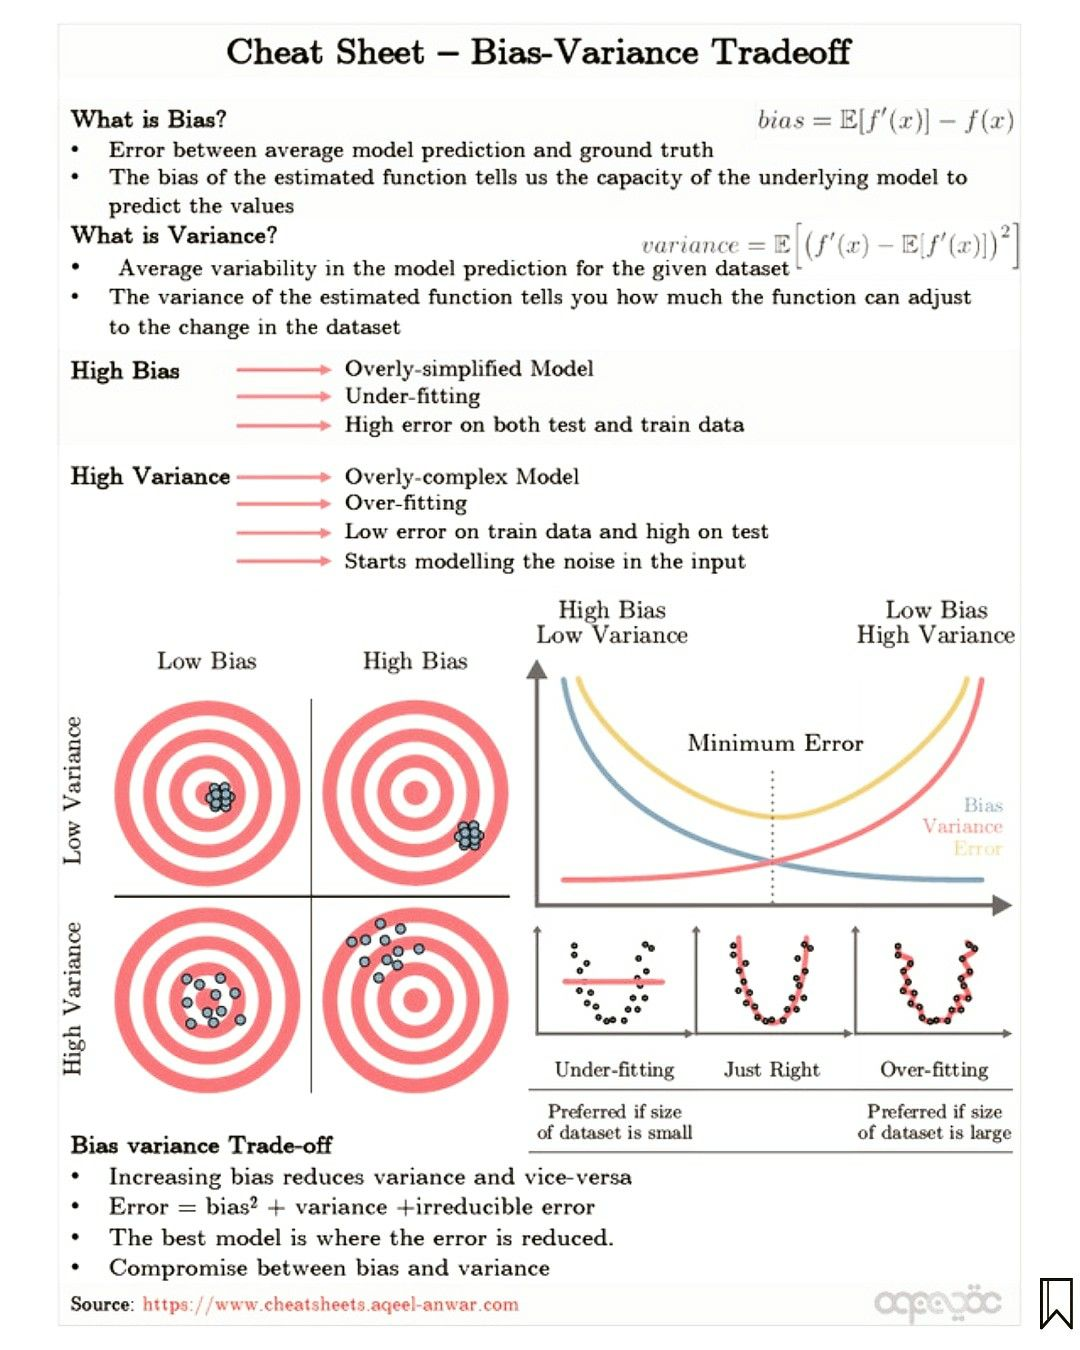 Cheat Sheet – Bias-Variance Tradeoff
What is Bias?
bias = 𝔼[f′(x)] − f(x)
• Error between average model prediction and ground truth
• The bias of the estimated function tells us the capacity of the underlying model to
predict the values
What is Variance?
variance = 𝔼[(f′(x) − 𝔼[f′(x)])²]
• Average variability in the model prediction for the given dataset
• The variance of the estimated function tells you how much the function can adjust
to the change in the dataset
High Bias
Overly-simplified Model
Under-fitting
High error on both test and train data
High Variance
Overly-complex Model
Over-fitting
Low error on train data and high on test
Starts modelling the noise in the input
Low Bias
High Bias
Low Variance
High Variance
High Bias
Low Variance
Low Bias
High Variance
Minimum Error
Bias
Variance
Error
Under-fitting
Just Right
Over-fitting
Preferred if size
of dataset is small
Preferred if size
of dataset is large
Bias variance Trade-off
• Increasing bias reduces variance and vice-versa
• Error = bias² + variance +irreducible error
• The best model is where the error is reduced.
• Compromise between bias and variance
Source: https://www.cheatsheets.aqeel-anwar.com